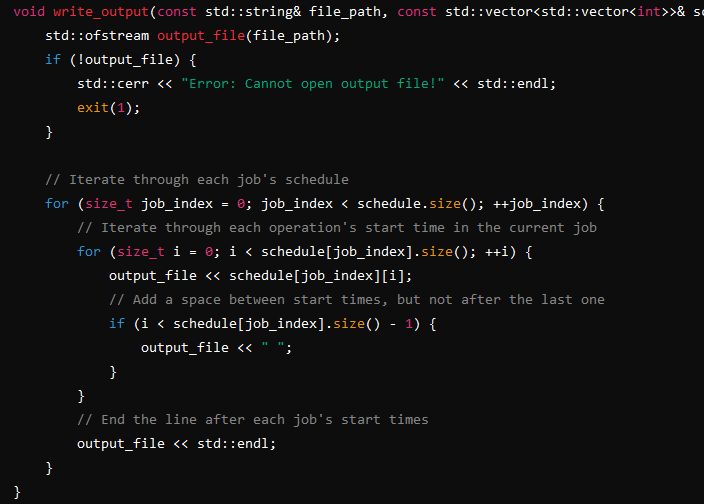 void write_output(const std::string& file_path, const std::vector<std::vector<int>>& sc
    std::ofstream output_file(file_path);
    if (!output_file) {
        std::cerr << "Error: Cannot open output file!" << std::endl;
        exit(1);
    }

    // Iterate through each job's schedule
    for (size_t job_index = 0; job_index < schedule.size(); ++job_index) {
        // Iterate through each operation's start time in the current job
        for (size_t i = 0; i < schedule[job_index].size(); ++i) {
            output_file << schedule[job_index][i];
            // Add a space between start times, but not after the last one
            if (i < schedule[job_index].size() - 1) {
                output_file << " ";
            }
        }
        // End the line after each job's start times
        output_file << std::endl;
    }
}